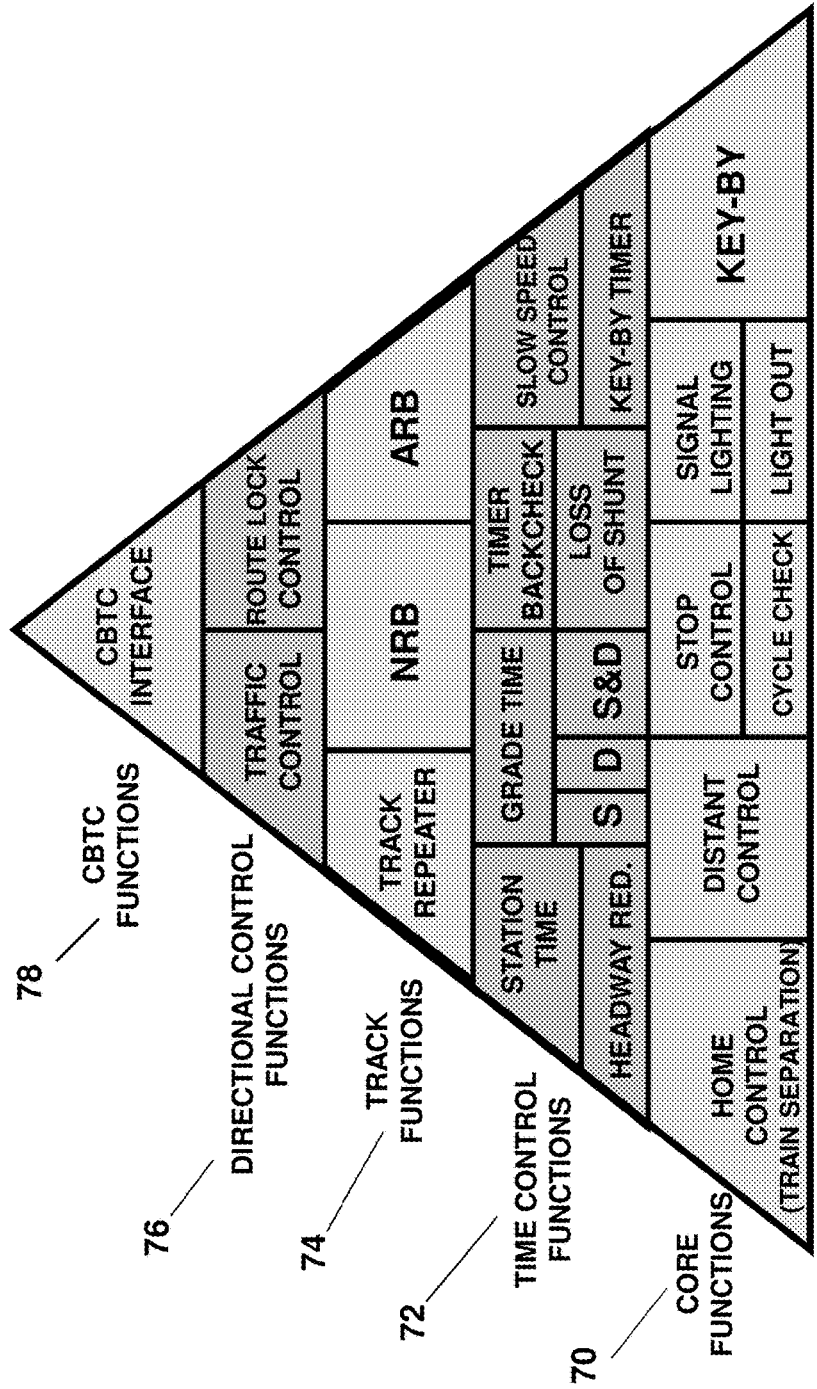 78
CBTC
FUNCTIONS
CBTC
INTERFACE
76
DIRECTIONAL CONTROL
FUNCTIONS
TRAFFIC
CONTROL
ROUTE LOCK
CONTROL
74
TRACK
FUNCTIONS
TRACK
REPEATER
NRB
ARB
72
TIME CONTROL
FUNCTIONS
STATION
TIME
HEADWAY RED.
GRADE TIME
S
D
S&D
TIMER
BACKCHECK
LOSS
OF SHUNT
SLOW SPEED
CONTROL
KEY-BY TIMER
70
CORE
FUNCTIONS
HOME
CONTROL
(TRAIN SEPARATION)
DISTANT
CONTROL
STOP
CONTROL
CYCLE CHECK
SIGNAL
LIGHTING
LIGHT OUT
KEY-BY